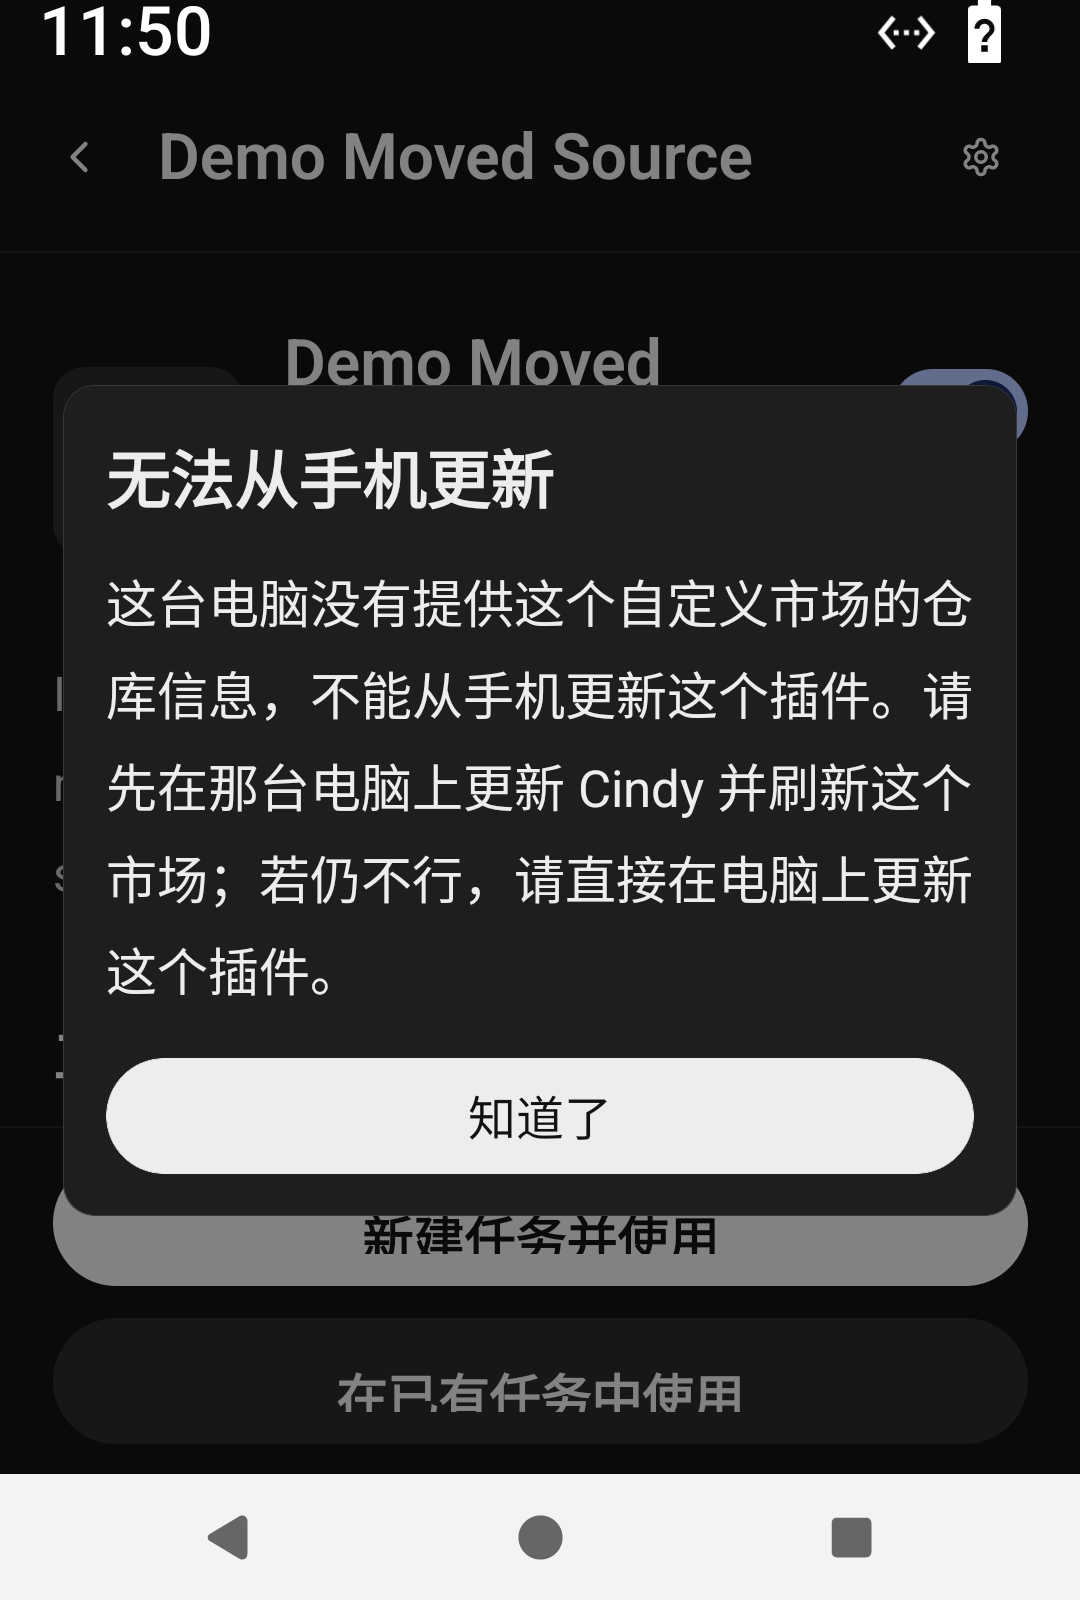 11:50
Demo Moved Source
Demo Moved
无法从手机更新
这台电脑没有提供这个自定义市场的仓
库信息，不能从手机更新这个插件。请
先在那台电脑上更新 Cindy 并刷新这个
市场；若仍不行，请直接在电脑上更新
这个插件。
知道了
新建任务并使用
在已有任务中使用